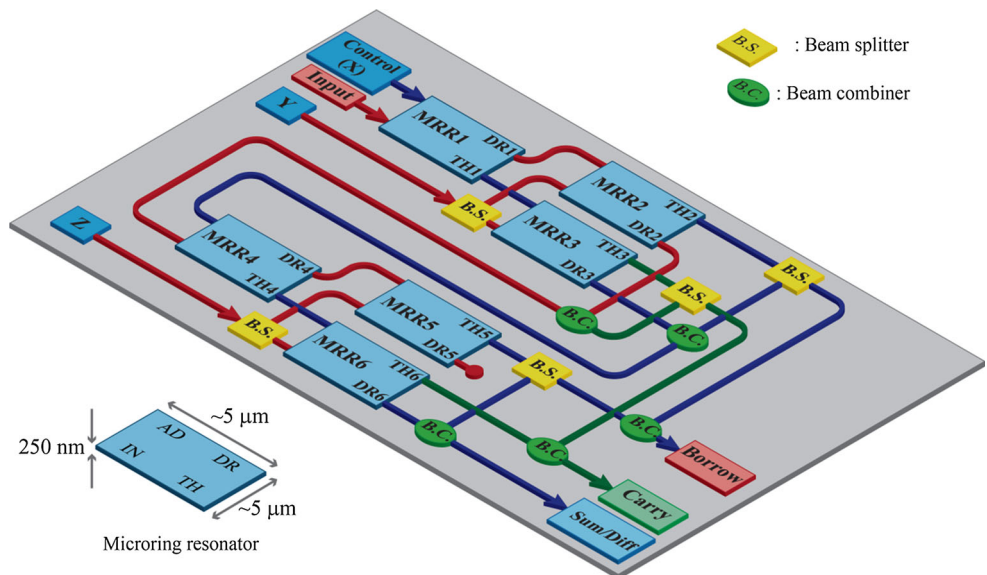 Control
(X)
Input
Y
MRR1
DR1
TH1
B.S.
MRR2
TH2
DR2
MRR3
TH3
DR3
B.S.
B.S.
B.C.
B.C.
Z
MRR4
DR4
TH4
B.S.
MRR5
TH5
DR5
MRR6
TH6
DR6
B.S.
B.C.
B.C.
B.C.
Borrow
Carry
Sum/Diff
B.S. : Beam splitter
B.C. : Beam combiner
~5 μm
250 nm
AD
IN
DR
TH
~5 μm
Microring resonator